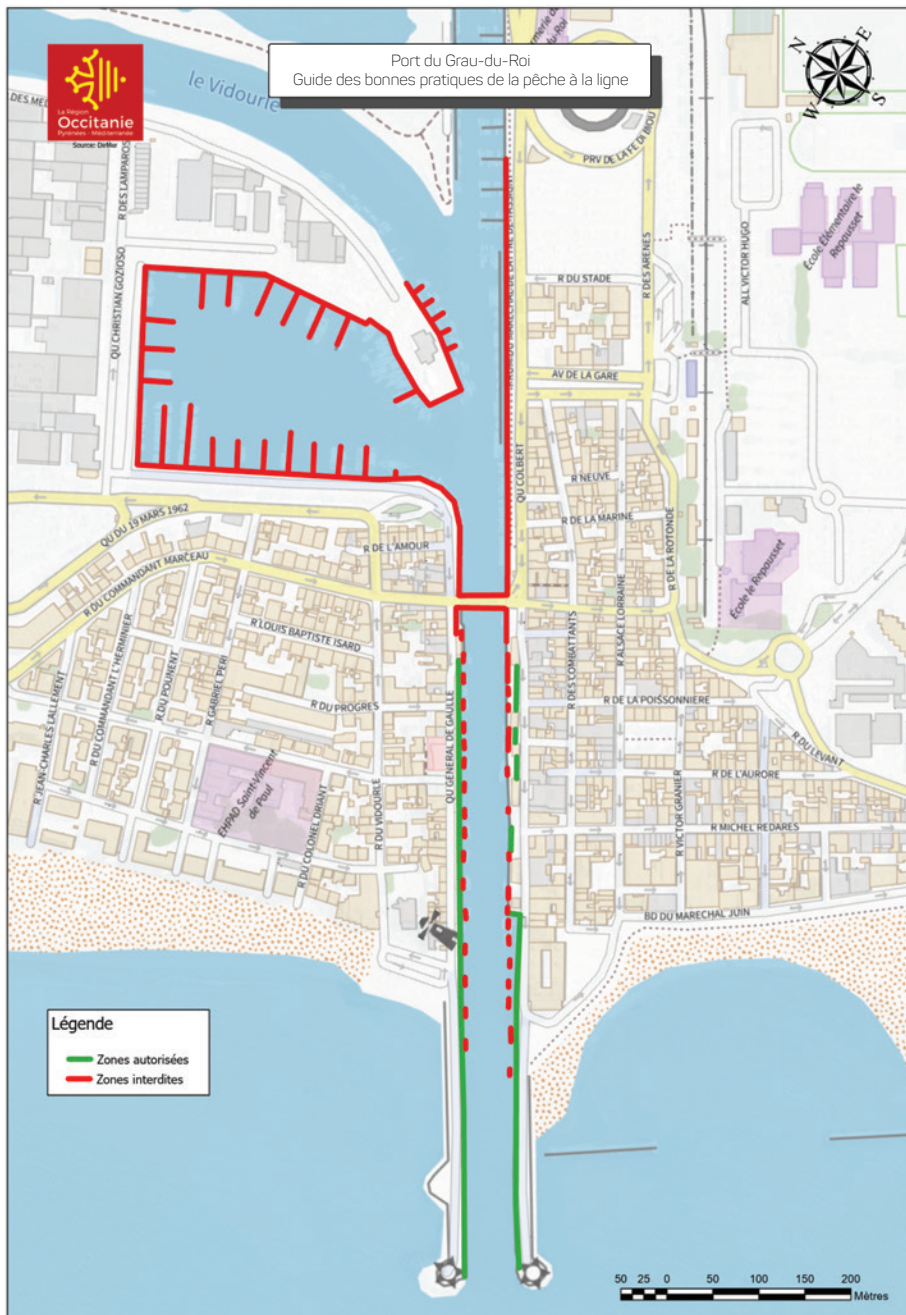 Port du Grau-du-Roi
Guide des bonnes pratiques de la pêche à la ligne
La Région
Occitanie
Pyrénées - Méditerranée
Source: DeMer
le Vidourle
N
E
S
W
R DES LAMPAROS
QU CHRISTIAN GOZIOSO
PRV DE LA FE DI BIOU
R DU STADE
R DES ARENES
ALL VICTOR HUGO
École Élémentaire le
Repausset
AV DE LA GARE
QU COLBERT
R NEUVE
R DE LA MARINE
R DE LA ROTONDE
École le Repausset
QU DU 19 MARS 1962
R DE L'AMOUR
R DU COMMANDANT MARCEAU
R LOUIS BAPTISTE ISARD
R DES COMBATTANTS
R ALSACE LORRAINE
R JEAN-CHARLES LALLEMENT
R DU COMMANDANT L'HERMINIER
R DU POUNENT
R GABRIEL PERI
R DU PROGRES
QU GENERAL DE GAULLE
R DE LA POISSONNIERE
R DU LEVANT
R DE L'AURORE
EHPAD Saint-Vincent
de Paul
R DU COLONEL DRIANT
R DU VIDOURLE
R VICTOR GRANIER
R MICHEL REDARES
BD DU MARECHAL JUIN
Légende
Zones autorisées
Zones interdites
50 25 0 50 100 150 200
Mètres